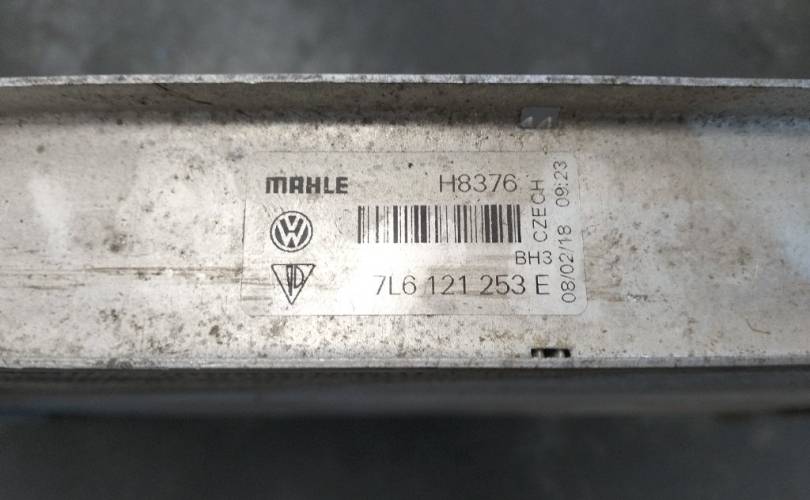 MAHLE H8376
BH3
7L6 121 253 E
CZECH
08/02/18 09:23